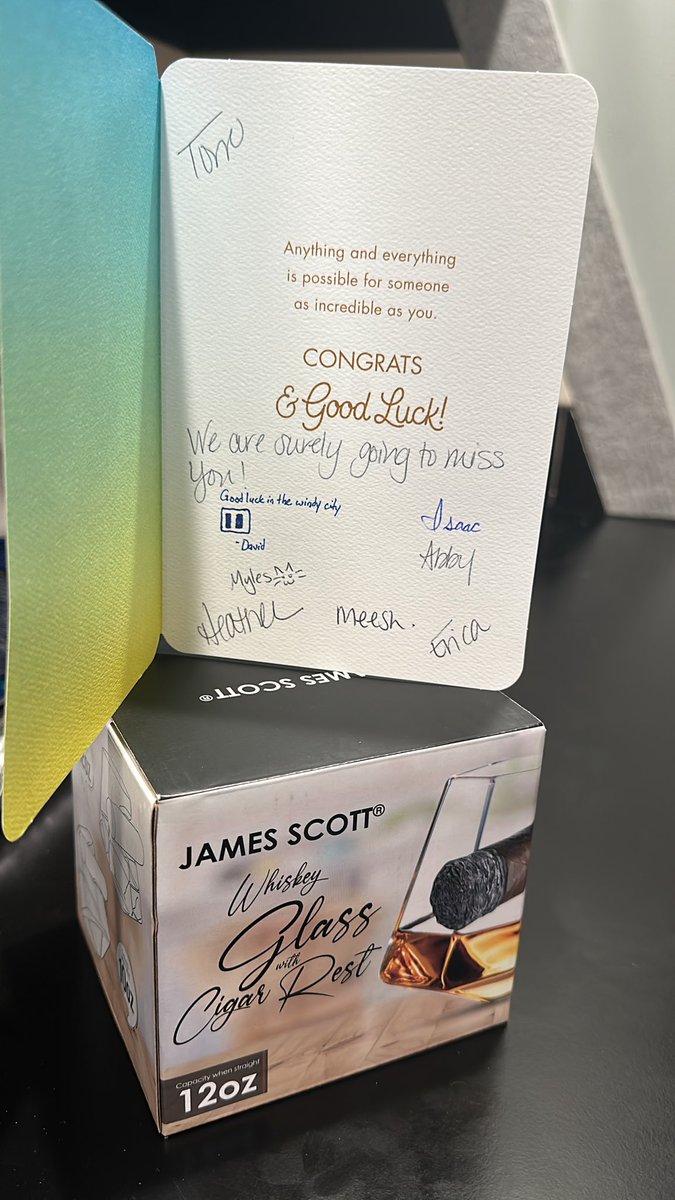 Anything and everything
is possible for someone
as incredible as you.
CONGRATS
& Good Luck!
We are surely going to miss
you!
Good luck in the windy city
-David
Isaac
Abby
Myles
Heather
Meesh.
Erica
JAMES SCOTT®
JAMES SCOTT®
Whiskey
Glass
with
Cigar Rest
Capacity when straight
12oz